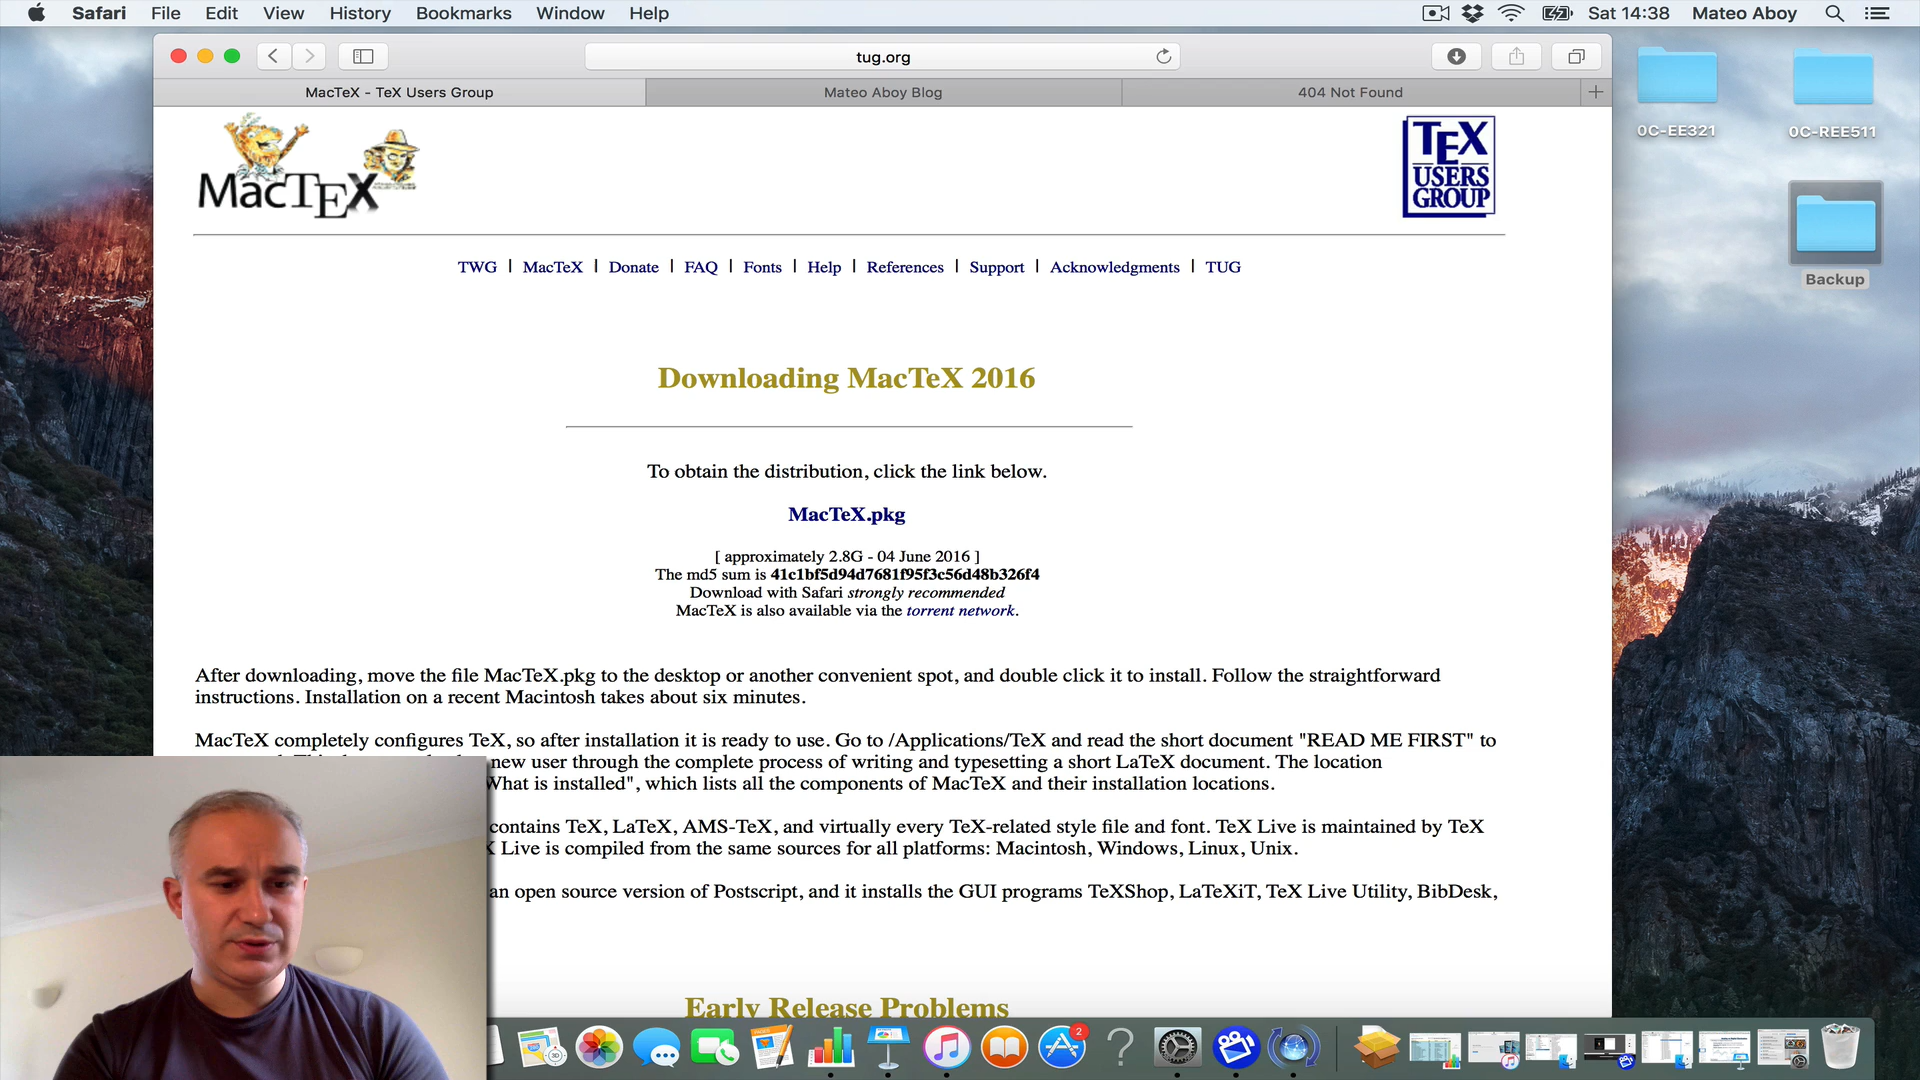 Safari File Edit View History Bookmarks Window Help Sat 14:38 Mateo Aboy
tug.org
MacTeX - TeX Users Group Mateo Aboy Blog 404 Not Found
0C-EE321 0C-REE511
Backup
MacTEX
TEX
USERS
GROUP
TWG | MacTeX | Donate | FAQ | Fonts | Help | References | Support | Acknowledgments | TUG
Downloading MacTeX 2016
To obtain the distribution, click the link below.
MacTeX.pkg
[ approximately 2.8G - 04 June 2016 ]
The md5 sum is 41c1bf5d94d7681f95f3c56d48b326f4
Download with Safari strongly recommended
MacTeX is also available via the torrent network.
After downloading, move the file MacTeX.pkg to the desktop or another convenient spot, and double click it to install. Follow the straightforward
instructions. Installation on a recent Macintosh takes about six minutes.
MacTeX completely configures TeX, so after installation it is ready to use. Go to /Applications/TeX and read the short document "READ ME FIRST" to
new user through the complete process of writing and typesetting a short LaTeX document. The location
What is installed", which lists all the components of MacTeX and their installation locations.
contains TeX, LaTeX, AMS-TeX, and virtually every TeX-related style file and font. TeX Live is maintained by TeX
X Live is compiled from the same sources for all platforms: Macintosh, Windows, Linux, Unix.
an open source version of Postscript, and it installs the GUI programs TeXShop, LaTeXiT, TeX Live Utility, BibDesk,
Early Release Problems
2